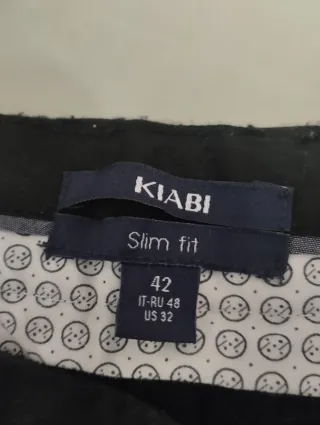 KIABI
Slim fit
42
IT-RU 48
US 32